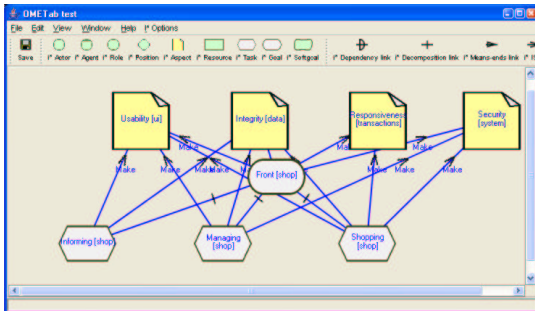 OMETab test
File Edit View Window Help i* Options
Save i* Actor i* Agent i* Role i* Position i* Aspect i* Resource i* Task i* Goal i* Softgoal i* Dependency link i* Decomposition link i* Means-ends link i* IS
Usability [ui]
Integrity [data]
Responsiveness
[transactions]
Security
[system]
Make
Make
Make
Make
Make
Make
Make
Make
Make
Make
Front [shop]
Informing [shop]
Managing
[shop]
Shopping
[shop]